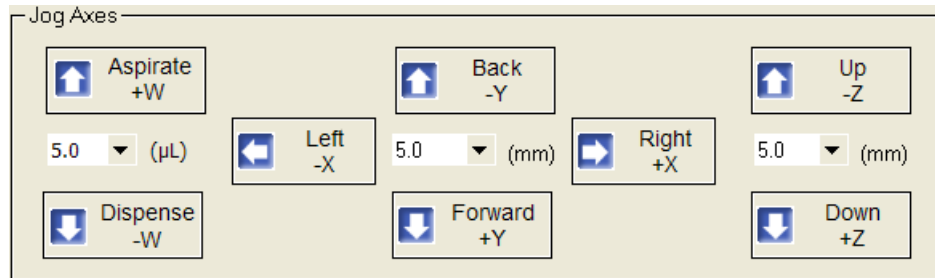 Jog Axes
Aspirate
+W
Back
-Y
Up
-Z
5.0 (µL)
Left
-X
5.0 (mm)
Right
+X
5.0 (mm)
Dispense
-W
Forward
+Y
Down
+Z